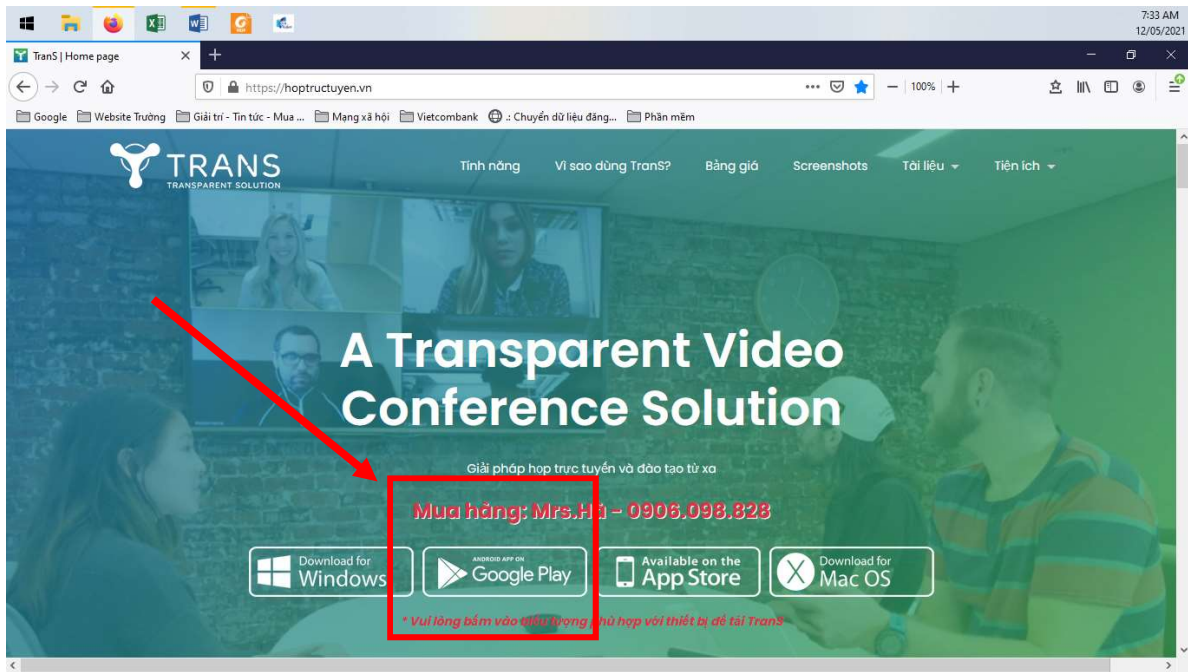 7:33 AM
12/05/2021
TranS | Home page
https://hoptructuyen.vn
100%
Google Website Trường Giải trí - Tin tức - Mua ... Mạng xã hội Vietcombank .: Chuyển dữ liệu đăng... Phần mềm
TRANS
TRANSPARENT SOLUTION
Tính năng Vì sao dùng TranS? Bảng giá Screenshots Tài liệu Tiện ích
A Transparent Video
Conference Solution
Giải pháp họp trực tuyến và đào tạo từ xa
Mua hàng: Mrs.Hà - 0906.098.828
Download for
Windows
ANDROID APP ON
Google Play
Available on the
App Store
Download for
Mac OS
* Vui lòng bấm vào biểu tượng phù hợp với thiết bị để tải TranS